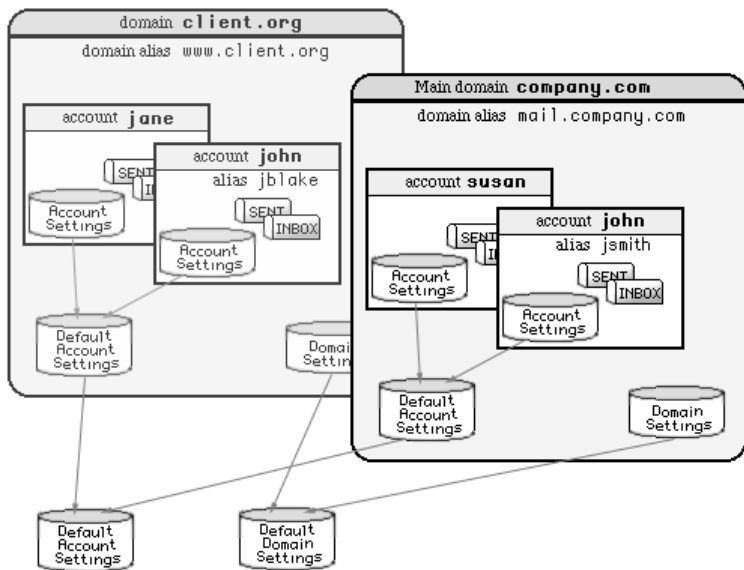 domain client.org
domain alias www.client.org
account jane
SENT
Account
Settings
account john
alias jblake
SENT
INBOX
Account
Settings
Default
Account
Settings
Main domain company.com
domain alias mail.company.com
account susan
SENT
Account
Settings
account john
alias jsmith
SENT
INBOX
Account
Settings
Default
Account
Settings
Domain
Settings
Default
Account
Settings
Default
Domain
Settings